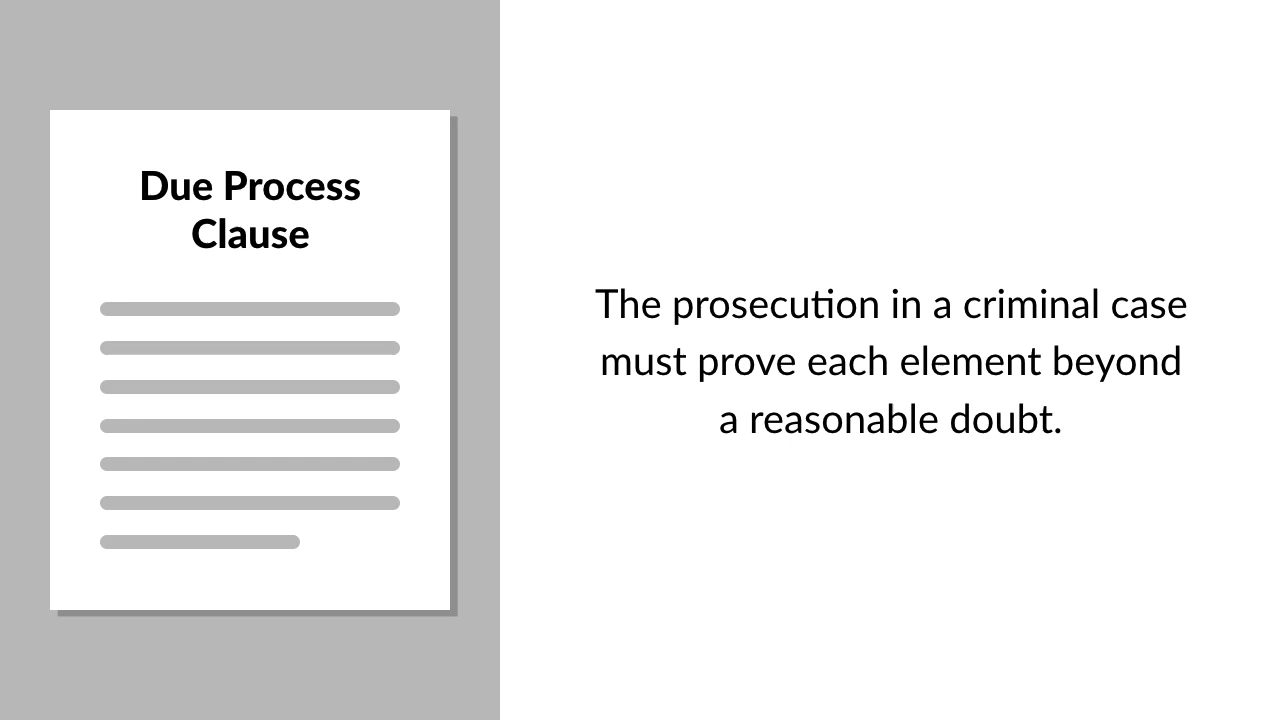 Due Process
Clause
The prosecution in a criminal case
must prove each element beyond
a reasonable doubt.